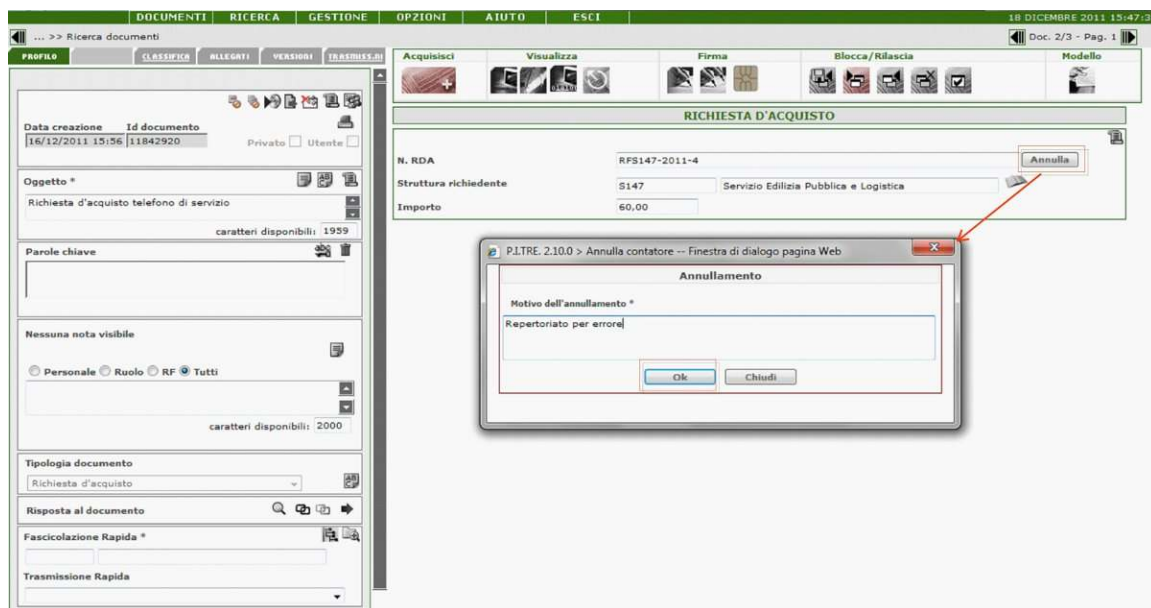 DOCUMENTI RICERCA GESTIONE OPZIONI AIUTO ESCI 18 DICEMBRE 2011 15:47:3
... >> Ricerca documenti Doc. 2/3 - Pag. 1
PROFILO CLASSIFICA ALLEGATI VERSIONI TRASMISS.NI
Acquisisci Visualizza Firma Blocca/Rilascia Modello
Data creazione Id documento
16/12/2011 15:56 11842920 Privato Utente
Oggetto *
Richiesta d'acquisto telefono di servizio
caratteri disponibili: 1959
Parole chiave
Nessuna nota visibile
Personale Ruolo RF Tutti
caratteri disponibili: 2000
Tipologia documento
Richiesta d'acquisto
Risposta al documento
Fascicolazione Rapida *
Trasmissione Rapida
RICHIESTA D'ACQUISTO
N. RDA RFS147-2011-4 Annulla
Struttura richiedente S147 Servizio Edilizia Pubblica e Logistica
Importo 60,00
P.I.TRE. 2.10.0 > Annulla contatore -- Finestra di dialogo pagina Web
Annullamento
Motivo dell'annullamento *
Repertoriato per errore
Ok Chiudi